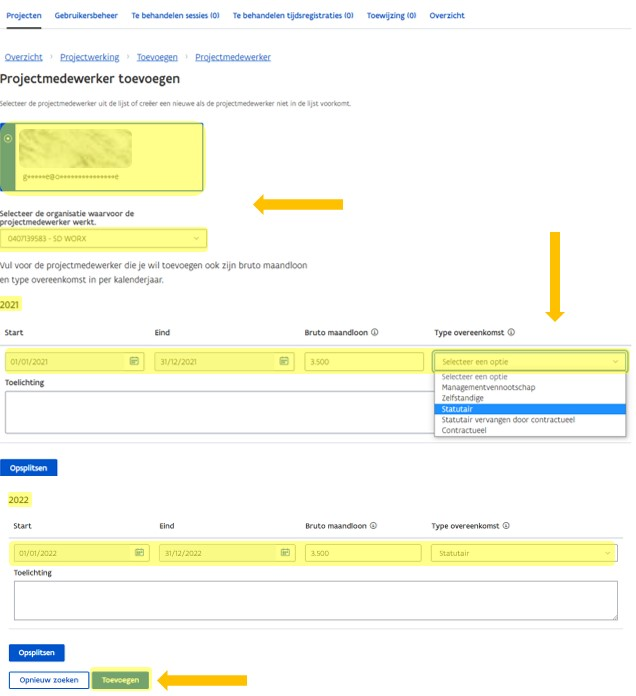 Projecten Gebruikersbeheer Te behandelen sessies (0) Te behandelen tijdsregistraties (0) Toewijzing (0) Overzicht
Overzicht > Projectwerking > Toevoegen > Projectmedewerker
Projectmedewerker toevoegen
Selecteer de projectmedewerker uit de lijst of creëer een nieuwe als de projectmedewerker niet in de lijst voorkomt.
g*****e@o***************e
Selecteer de organisatie waarvoor de
projectmedewerker werkt.
0407139583 - SD WORX
Vul voor de projectmedewerker die je wil toevoegen ook zijn bruto maandloon
en type overeenkomst in per kalenderjaar.
2021
Start Eind Bruto maandloon Type overeenkomst
01/01/2021 31/12/2021 3.500 Selecteer een optie
Toelichting
Selecteer een optie
Managementvennootschap
Zelfstandige
Statutair
Statutair vervangen door contractueel
Contractueel
Opsplitsen
2022
Start Eind Bruto maandloon Type overeenkomst
01/01/2022 31/12/2022 3.500 Statutair
Toelichting
Opsplitsen
Opnieuw zoeken Toevoegen